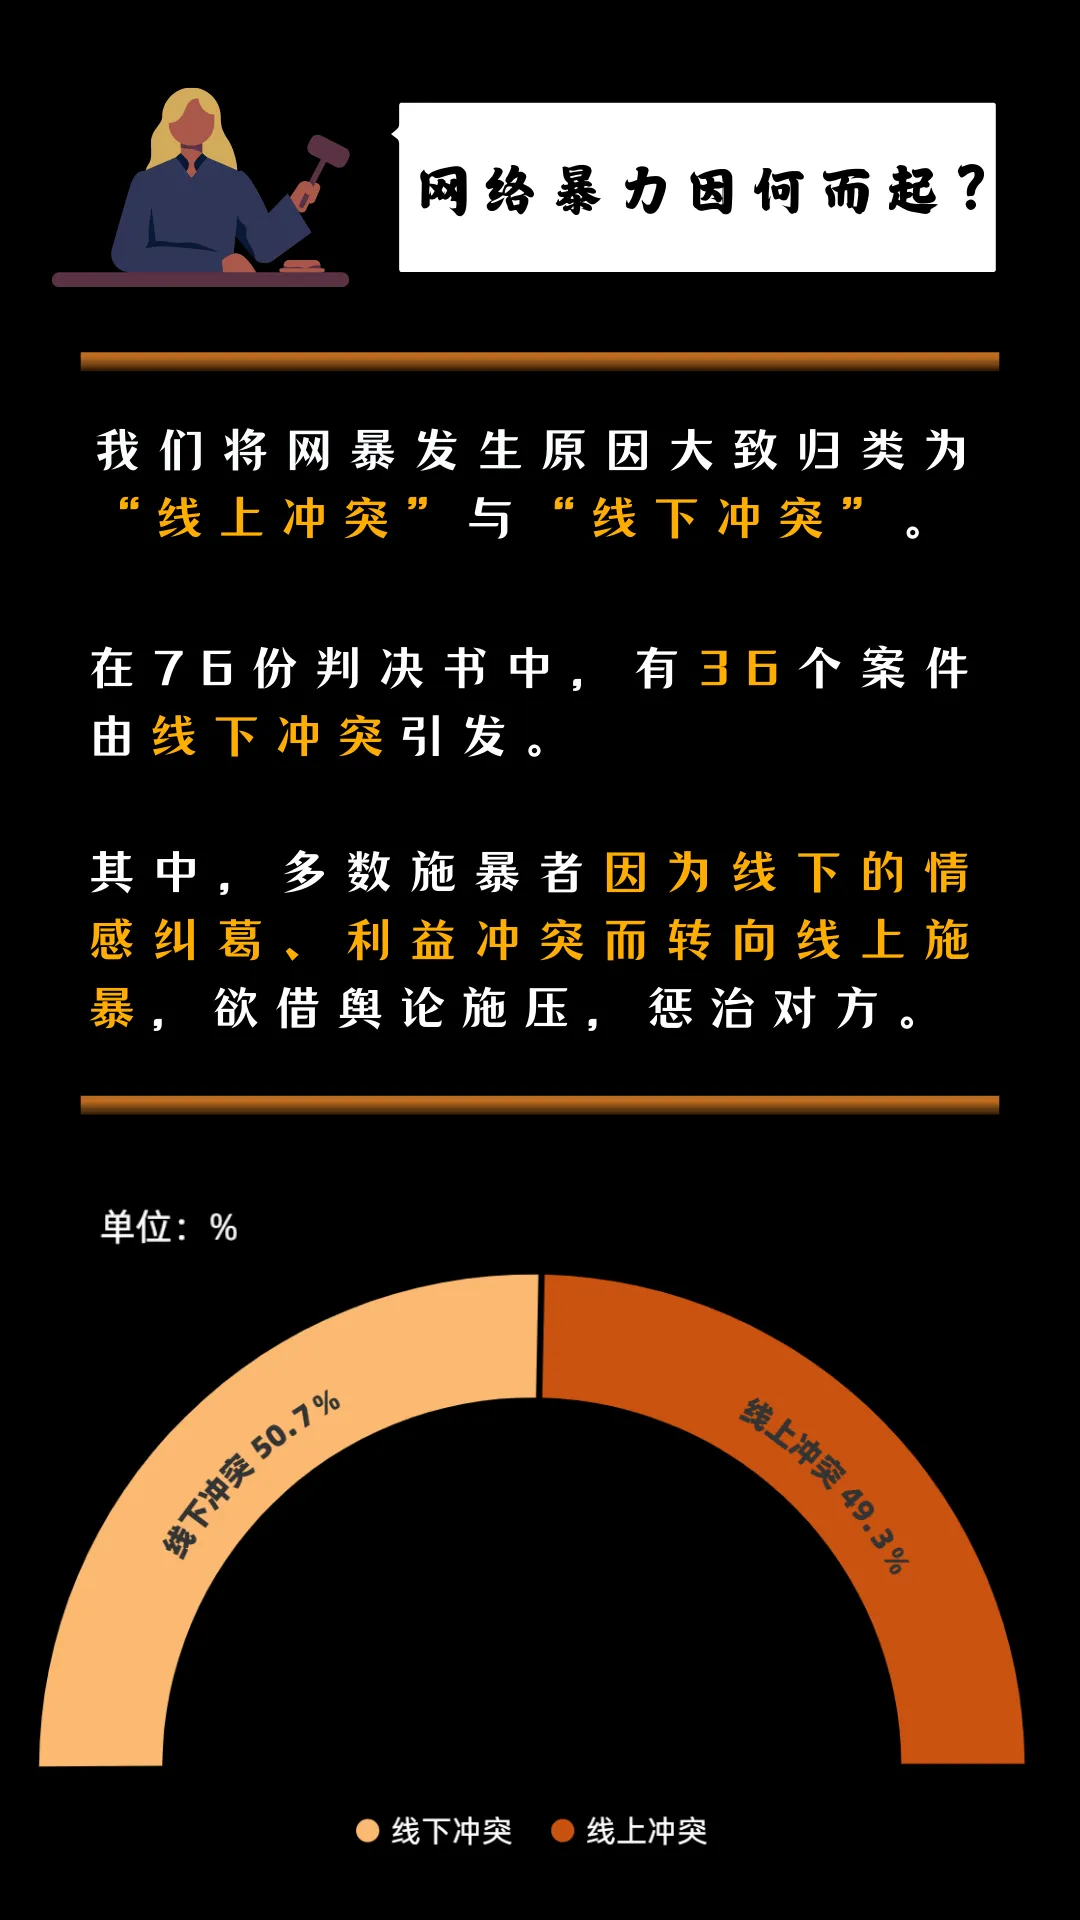 网络暴力因何而起？
我们将网暴发生原因大致归类为
“线上冲突”与“线下冲突”。
在76份判决书中，有36个案件
由线下冲突引发。
其中，多数施暴者因为线下的情
感纠葛、利益冲突而转向线上施
暴，欲借舆论施压，惩治对方。
单位：%
线下冲突 50.7%
线上冲突 49.3%
线下冲突 线上冲突